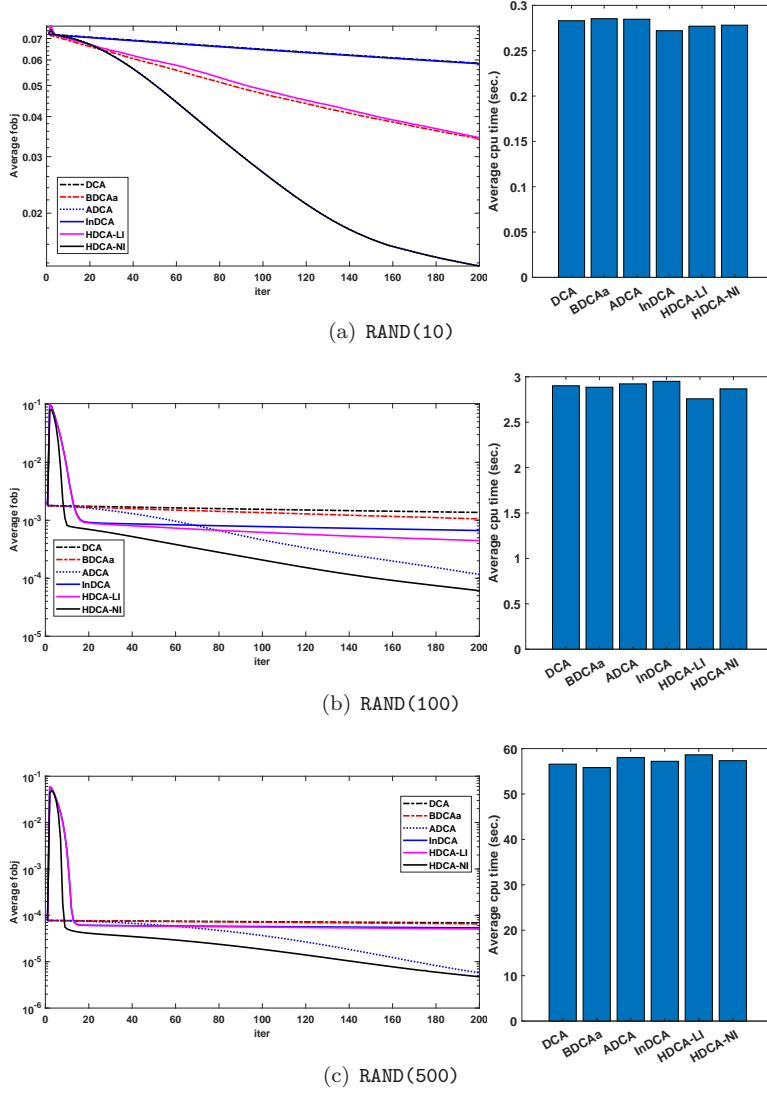 0.07
0.05
0.04
0.03
0.02
Average fobj
DCA
BDCAa
ADCA
InDCA
HDCA-LI
HDCA-NI
0 20 40 60 80 100 120 140 160 180 200
iter
0.3
0.25
0.2
0.15
0.1
0.05
0
Average cpu time (sec.)
DCA BDCAa ADCA InDCA HDCA-LI HDCA-NI
(a) RAND(10)
10-1
10-2
10-3
10-4
10-5
Average fobj
DCA
BDCAa
ADCA
InDCA
HDCA-LI
HDCA-NI
0 20 40 60 80 100 120 140 160 180 200
iter
3
2.5
2
1.5
1
0.5
0
Average cpu time (sec.)
DCA BDCAa ADCA InDCA HDCA-LI HDCA-NI
(b) RAND(100)
10-1
10-2
10-3
10-4
10-5
10-6
Average fobj
DCA
BDCAa
ADCA
InDCA
HDCA-LI
HDCA-NI
0 20 40 60 80 100 120 140 160 180 200
iter
60
50
40
30
20
10
0
Average cpu time (sec.)
DCA BDCAa ADCA InDCA HDCA-LI HDCA-NI
(c) RAND(500)